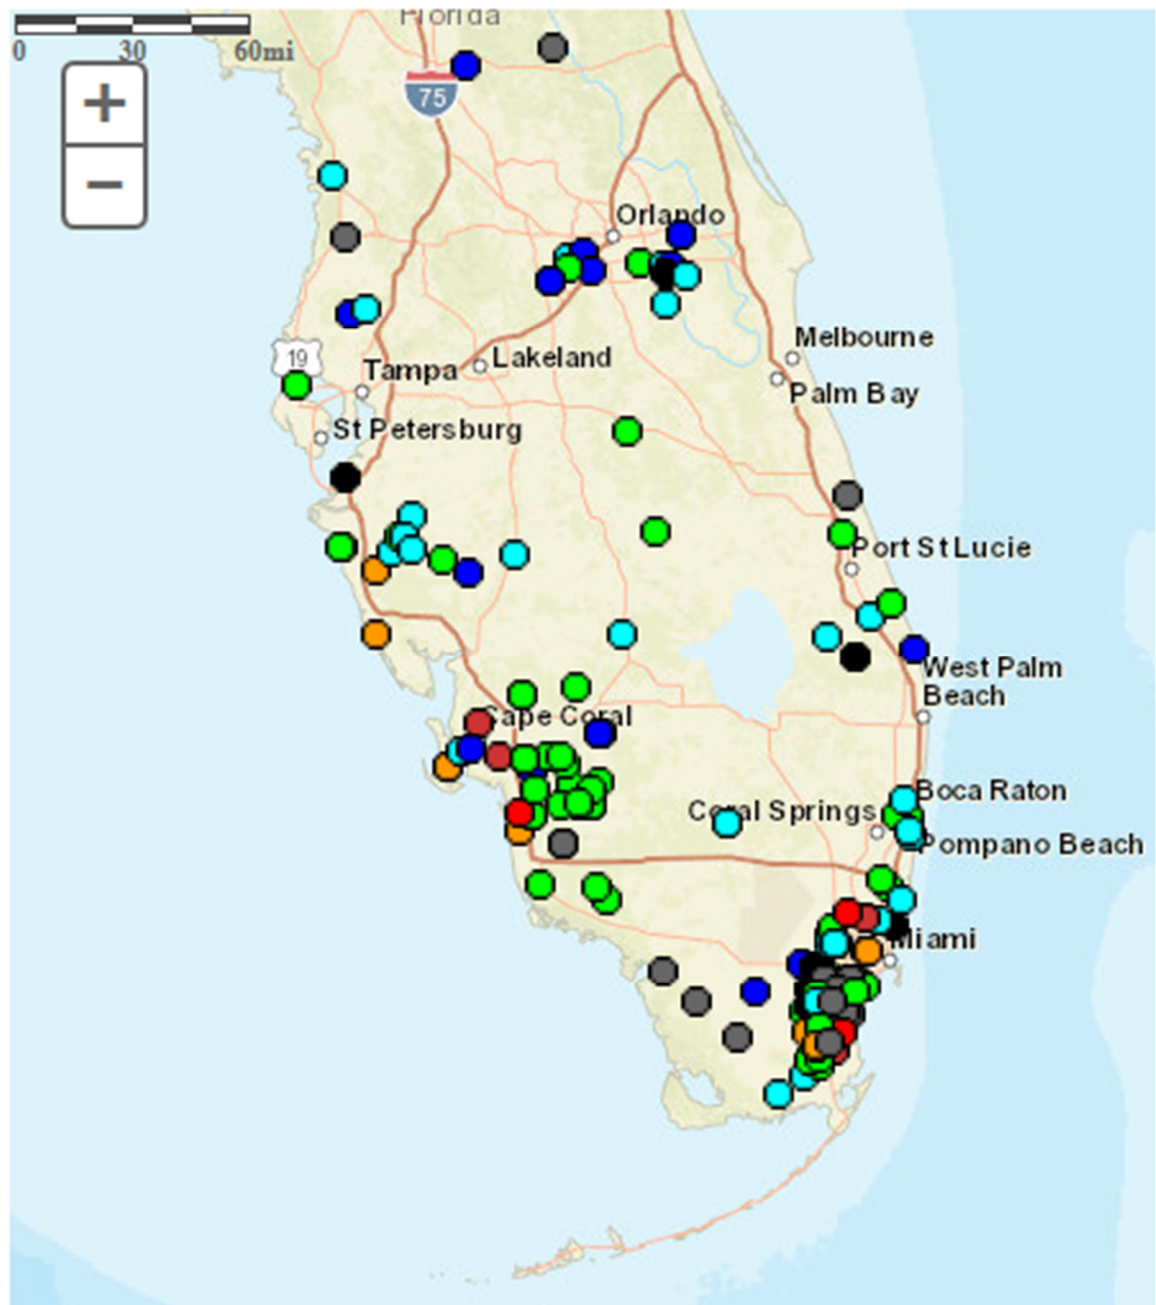 Florida
0 30 60mi
+
75
−
Orlando
Melbourne
19
Lakeland
Tampa
Palm Bay
St Petersburg
Port St Lucie
West Palm
Beach
Cape Coral
Boca Raton
Coral Springs
Pompano Beach
Miami